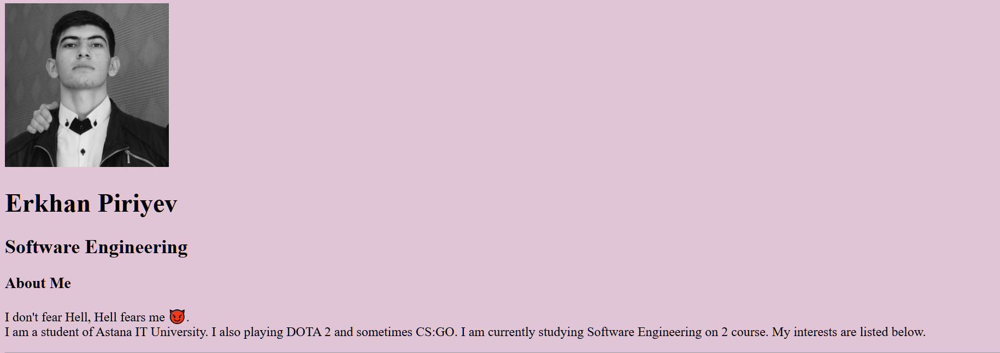 Erkhan Piriyev
Software Engineering
About Me
I don't fear Hell, Hell fears me 😈.
I am a student of Astana IT University. I also playing DOTA 2 and sometimes CS:GO. I am currently studying Software Engineering on 2 course. My interests are listed below.